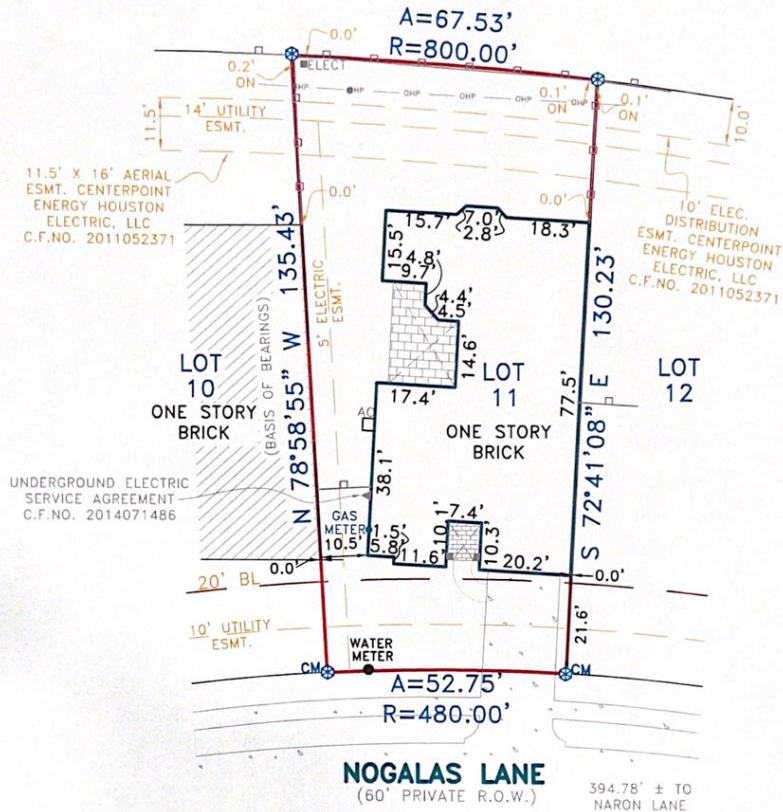 A=67.53'
R=800.00'
0.0'
0.2'
ON
ELECT
OHP
OHP
OHP
OHP
OHP
OHP
0.1'
ON
0.1'
ON
10.0'
11.5'
14' UTILITY
ESMT.
11.5' X 16' AERIAL
ESMT. CENTERPOINT
ENERGY HOUSTON
ELECTRIC, LLC
C.F.NO. 2011052371
0.0'
0.0'
10' ELEC.
DISTRIBUTION
ESMT. CENTERPOINT
ENERGY HOUSTON
ELECTRIC, LLC
C.F.NO. 2011052371
15.7'
7.0'
2.8'
18.3'
15.5'
4.8'
9.7'
4.4'
4.5'
14.6'
17.4'
N 78°58'55" W 135.43'
(BASIS OF BEARINGS)
5' ELECTRIC
ESMT.
S 72°41'08" E 130.23'
77.5'
LOT
10
ONE STORY
BRICK
LOT
11
ONE STORY
BRICK
LOT
12
AC
38.1'
UNDERGROUND ELECTRIC
SERVICE AGREEMENT
C.F.NO. 2014071486
GAS
METER
10.5'
1.5'
5.8'
11.6'
10.1'
7.4'
10.3'
20.2'
0.0'
0.0'
20' BL
21.6'
10' UTILITY
ESMT.
WATER
METER
CM
CM
A=52.75'
R=480.00'
NOGALAS LANE
(60' PRIVATE R.O.W.)
394.78' ± TO
NARON LANE